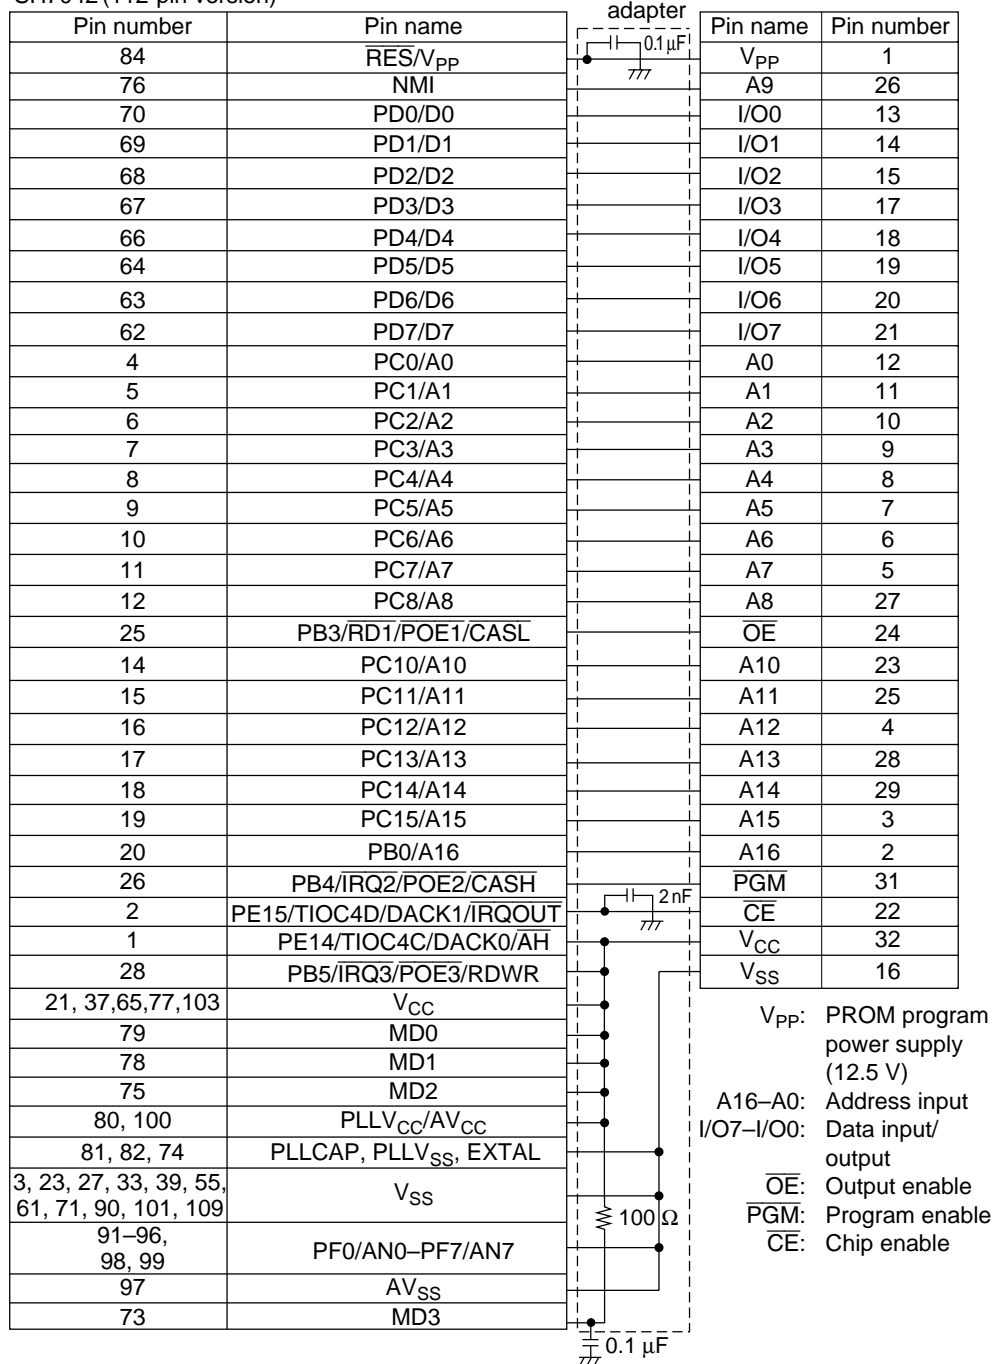 adapter
Pin number Pin name Pin name Pin number
84 RES/VPP 0.1 μF VPP 1
76 NMI A9 26
70 PD0/D0 I/O0 13
69 PD1/D1 I/O1 14
68 PD2/D2 I/O2 15
67 PD3/D3 I/O3 17
66 PD4/D4 I/O4 18
64 PD5/D5 I/O5 19
63 PD6/D6 I/O6 20
62 PD7/D7 I/O7 21
4 PC0/A0 A0 12
5 PC1/A1 A1 11
6 PC2/A2 A2 10
7 PC3/A3 A3 9
8 PC4/A4 A4 8
9 PC5/A5 A5 7
10 PC6/A6 A6 6
11 PC7/A7 A7 5
12 PC8/A8 A8 27
25 PB3/RD1/POE1/CASL OE 24
14 PC10/A10 A10 23
15 PC11/A11 A11 25
16 PC12/A12 A12 4
17 PC13/A13 A13 28
18 PC14/A14 A14 29
19 PC15/A15 A15 3
20 PB0/A16 A16 2
26 PB4/IRQ2/POE2/CASH PGM 31
2 PE15/TIOC4D/DACK1/IRQOUT 2 nF CE 22
1 PE14/TIOC4C/DACK0/AH VCC 32
28 PB5/IRQ3/POE3/RDWR VSS 16
21, 37,65,77,103 VCC
79 MD0
78 MD1
75 MD2
80, 100 PLLVCC/AVCC
81, 82, 74 PLLCAP, PLLVSS, EXTAL
3, 23, 27, 33, 39, 55,
61, 71, 90, 101, 109 VSS
100 Ω
91–96,
98, 99 PF0/AN0–PF7/AN7
97 AVSS
73 MD3
0.1 μF
VPP: PROM program
power supply
(12.5 V)
A16–A0: Address input
I/O7–I/O0: Data input/
output
OE: Output enable
PGM: Program enable
CE: Chip enable